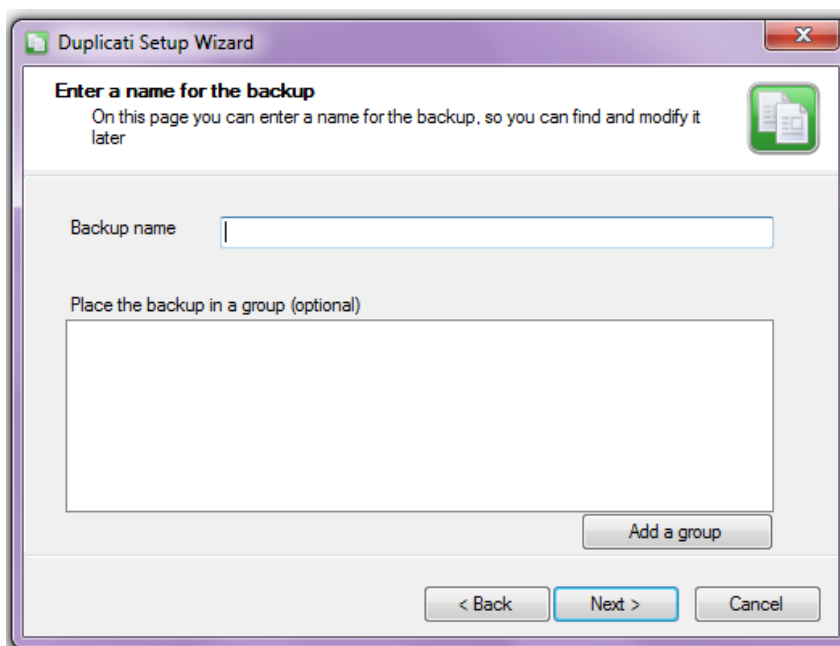 Duplicati Setup Wizard
Enter a name for the backup
On this page you can enter a name for the backup, so you can find and modify it
later
Backup name
Place the backup in a group (optional)
Add a group
< Back Next > Cancel